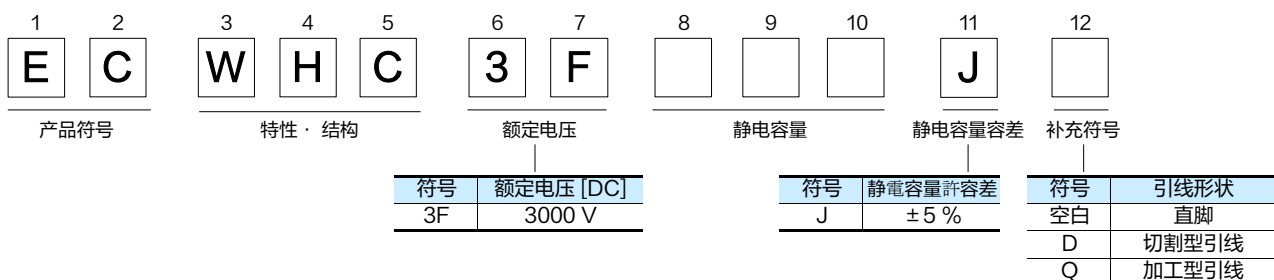 1 2 3 4 5 6 7 8 9 10 11 12
E C W H C 3 F J
产品符号 特性・结构 额定电压 静电容量 静电容量容差 补充符号
符号 额定电压 [DC] 符号 静電容量許容差 符号 引线形状
3F 3000 V J ±5 % 空白 直脚
D 切割型引线
Q 加工型引线